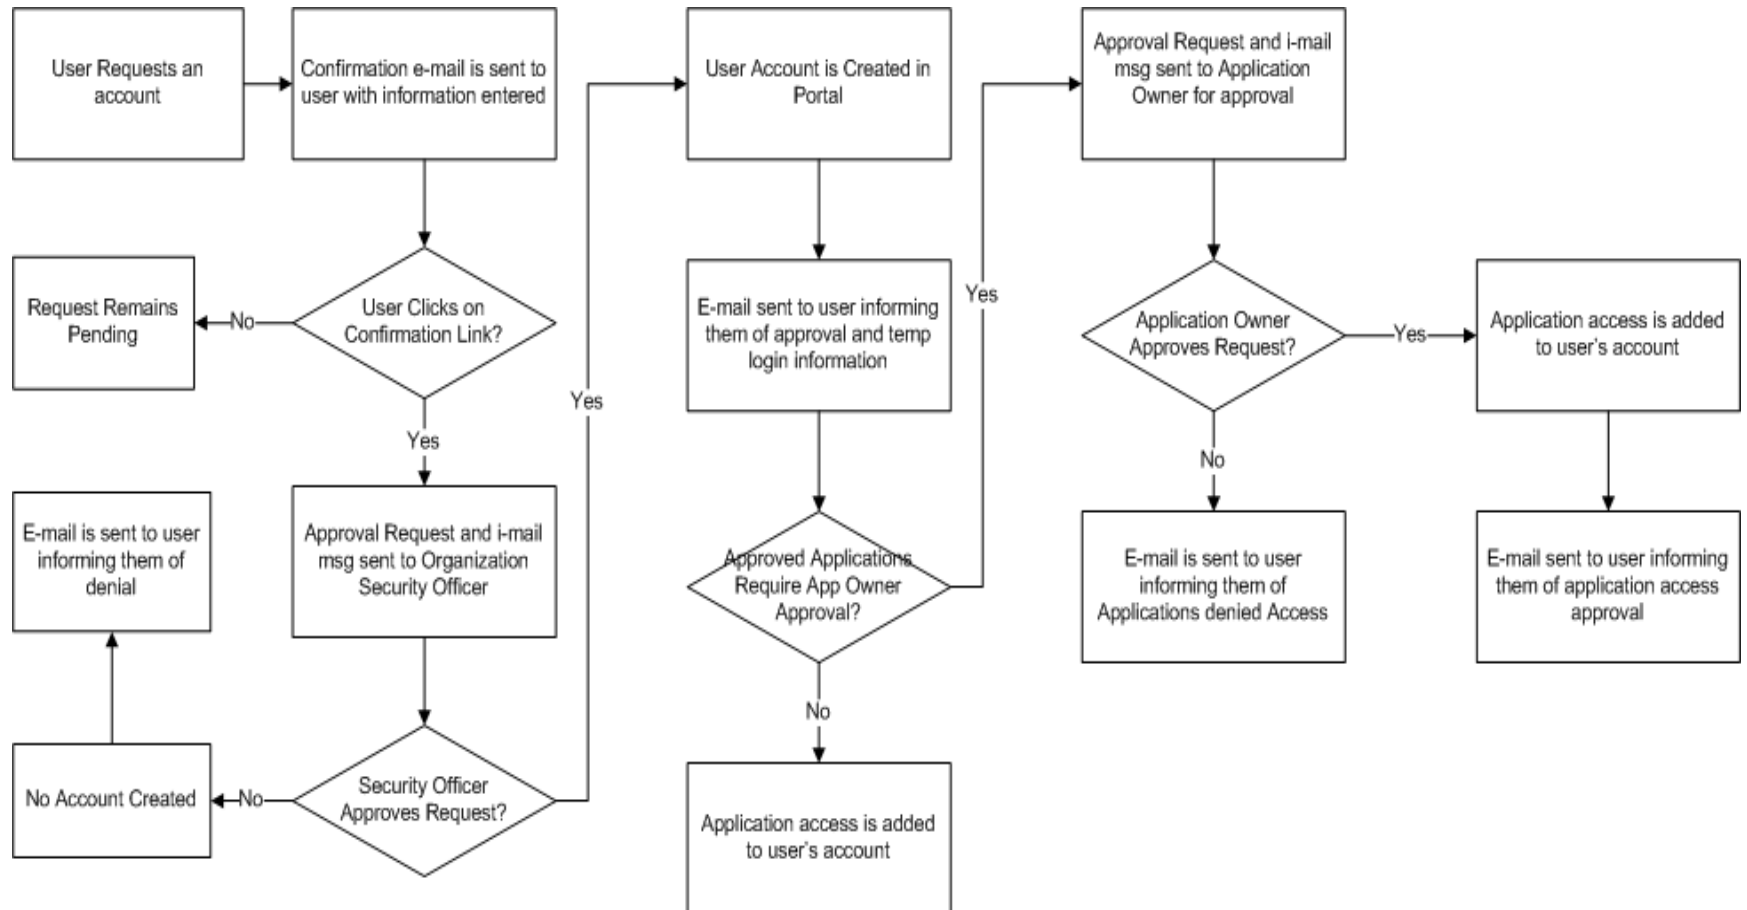 User Requests an
account
Confirmation e-mail is sent to
user with information entered
User Clicks on
Confirmation Link?
No
Request Remains
Pending
Yes
Approval Request and i-mail
msg sent to Organization
Security Officer
Security Officer
Approves Request?
No
No Account Created
E-mail is sent to user
informing them of
denial
Yes
User Account is Created in
Portal
E-mail sent to user informing
them of approval and temp
login information
Approved Applications
Require App Owner
Approval?
No
Application access is added
to user's account
Yes
Approval Request and i-mail
msg sent to Application
Owner for approval
Application Owner
Approves Request?
No
E-mail is sent to user
informing them of
Applications denied Access
Yes
Application access is added
to user's account
E-mail sent to user informing
them of application access
approval